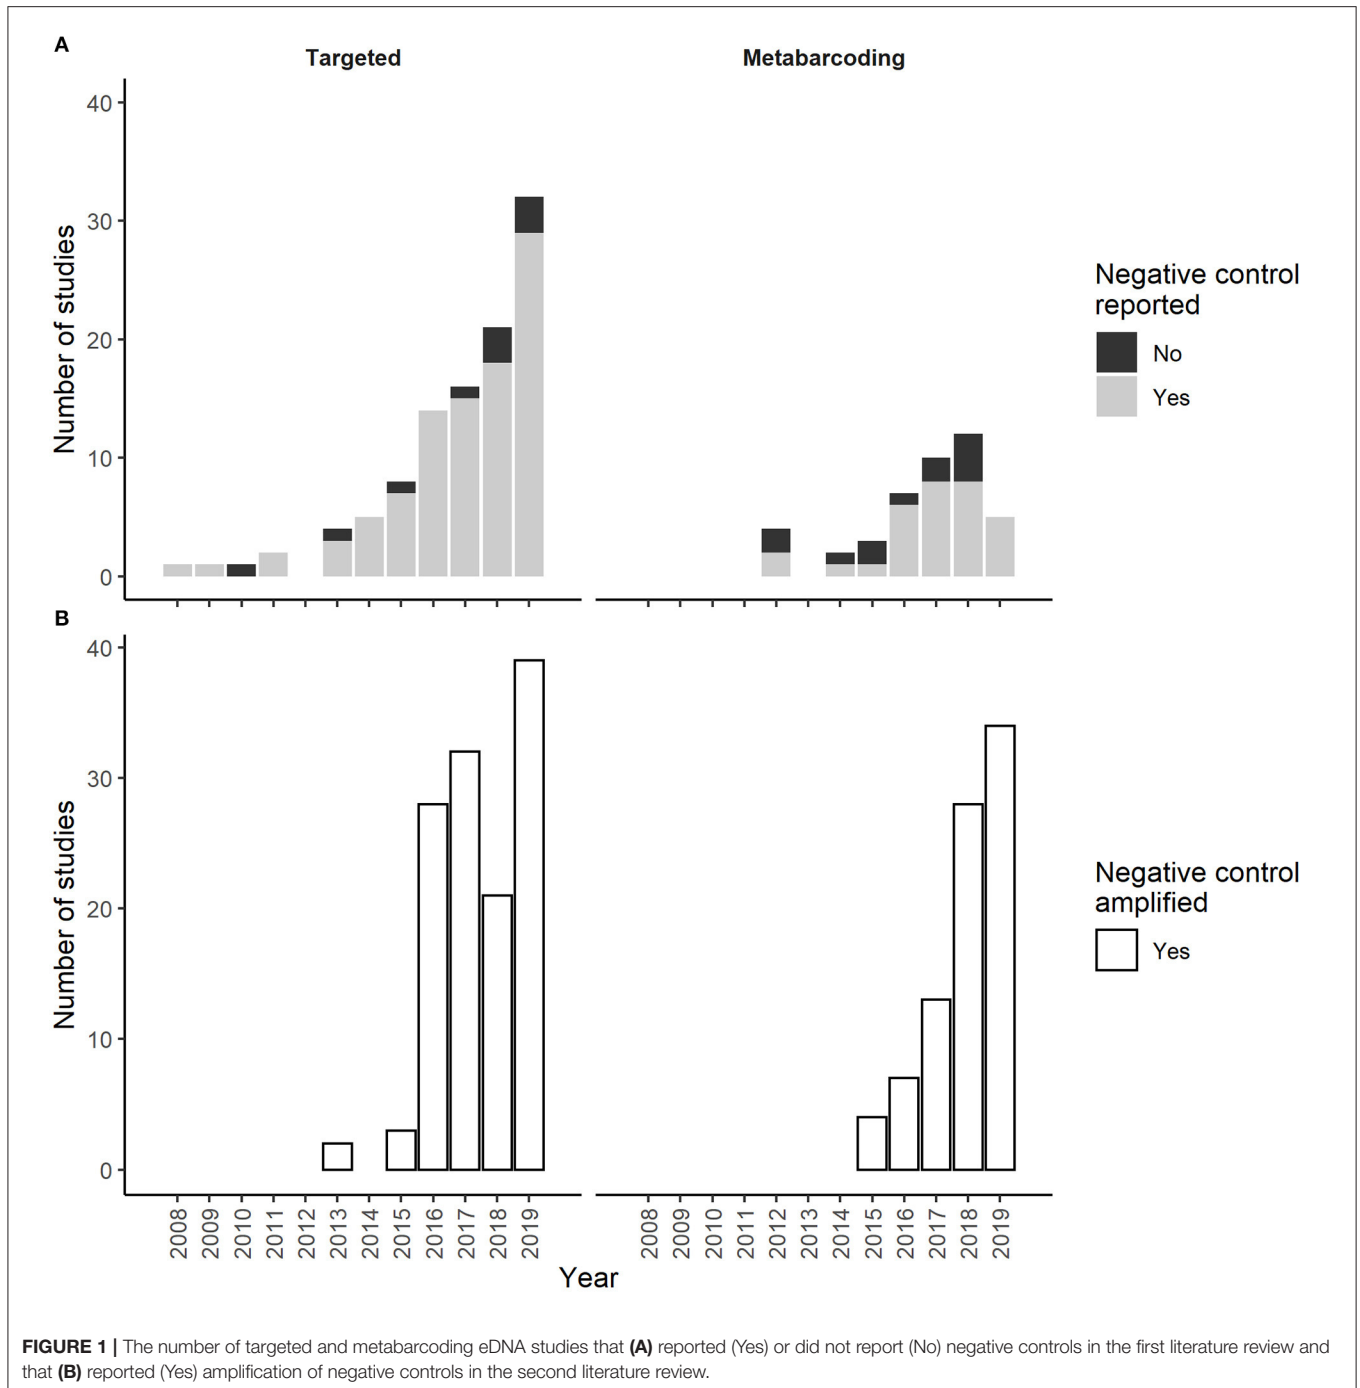 A
Targeted
Metabarcoding
40
30
20
10
0
Number of studies
Negative control
reported
No
Yes
B
40
30
20
10
0
Number of studies
Negative control
amplified
Yes
2008 2009 2010 2011 2012 2013 2014 2015 2016 2017 2018 2019
2008 2009 2010 2011 2012 2013 2014 2015 2016 2017 2018 2019
Year
FIGURE 1 | The number of targeted and metabarcoding eDNA studies that (A) reported (Yes) or did not report (No) negative controls in the first literature review and
that (B) reported (Yes) amplification of negative controls in the second literature review.